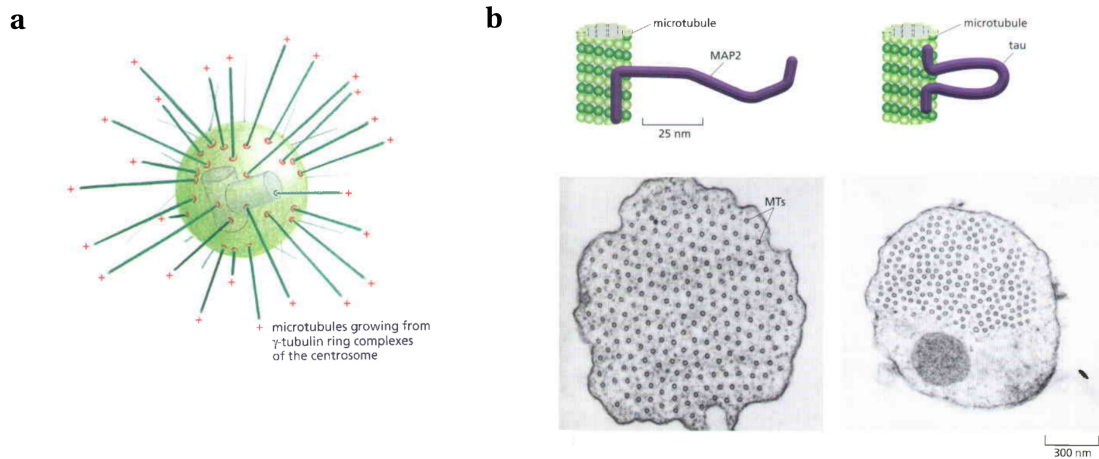 a
+ microtubules growing from
γ-tubulin ring complexes
of the centrosome
b
microtubule
MAP2
25 nm
microtubule
tau
MTs
300 nm